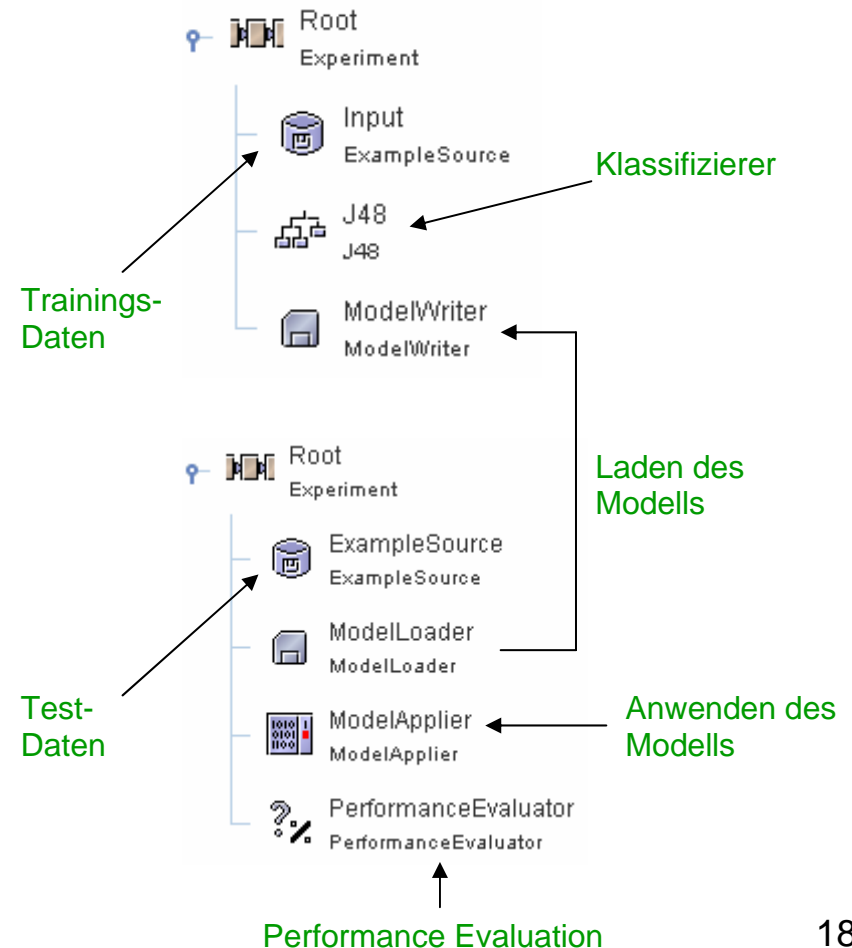 Root
Experiment
Input
ExampleSource
Klassifizierer
J48
J48
Trainings-
Daten
ModelWriter
ModelWriter
Root
Experiment
Laden des
Modells
ExampleSource
ExampleSource
ModelLoader
ModelLoader
Test-
Daten
ModelApplier
ModelApplier
Anwenden des
Modells
PerformanceEvaluator
PerformanceEvaluator
Performance Evaluation
18